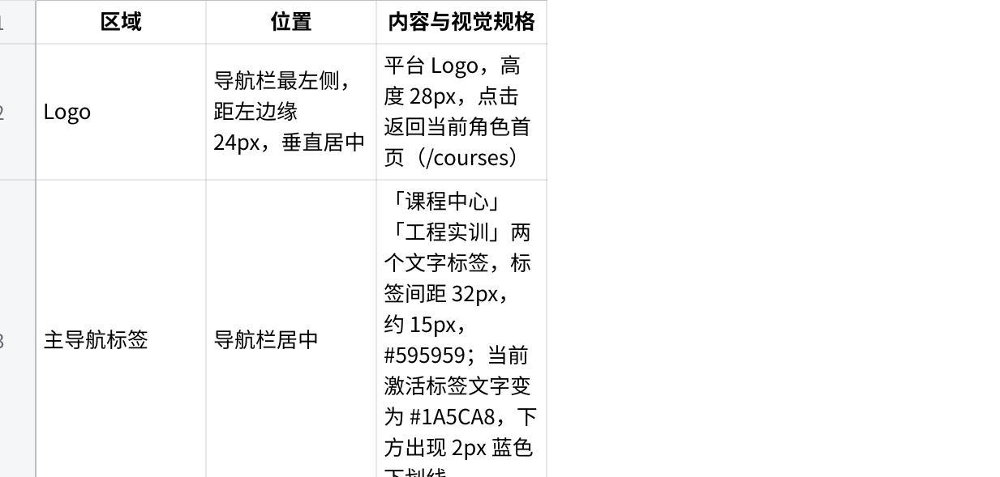 1
区域
位置
内容与视觉规格
2
Logo
导航栏最左侧，
距左边缘
24px，垂直居中
平台 Logo，高
度 28px，点击
返回当前角色首
页（/courses）
3
主导航标签
导航栏居中
「课程中心」
「工程实训」两
个文字标签，标
签间距 32px，
约 15px，
#595959；当前
激活标签文字变
为 #1A5CA8，下
方出现 2px 蓝色
下划线